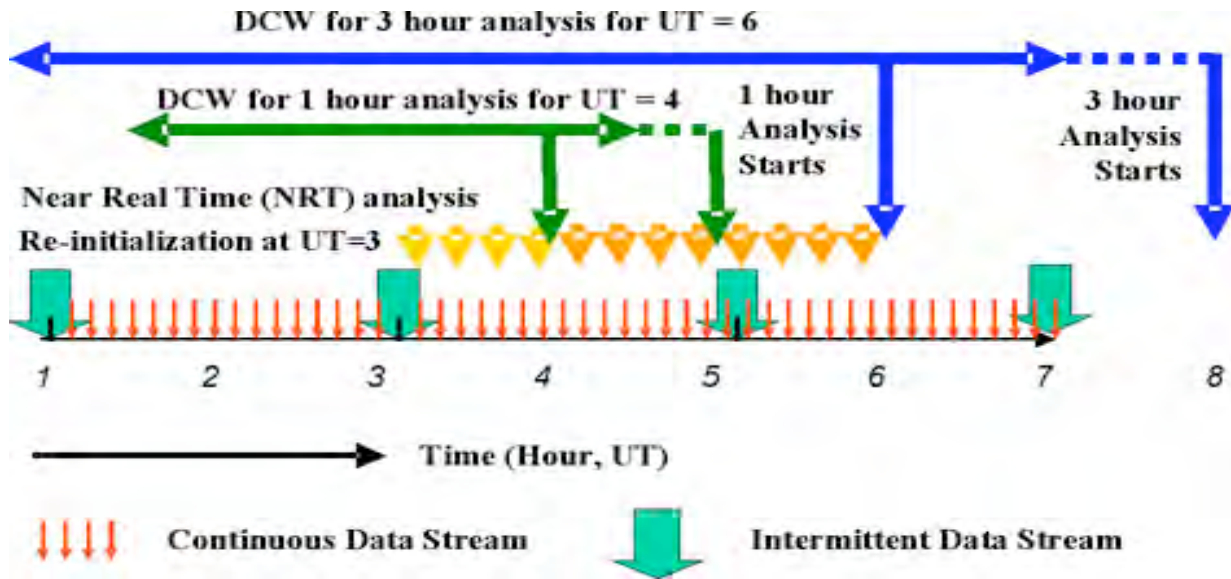 DCW for 3 hour analysis for UT = 6
DCW for 1 hour analysis for UT = 4
1 hour
Analysis
Starts
3 hour
Analysis
Starts
Near Real Time (NRT) analysis
Re-initialization at UT=3
1 2 3 4 5 6 7 8
Time (Hour, UT)
Continuous Data Stream
Intermittent Data Stream